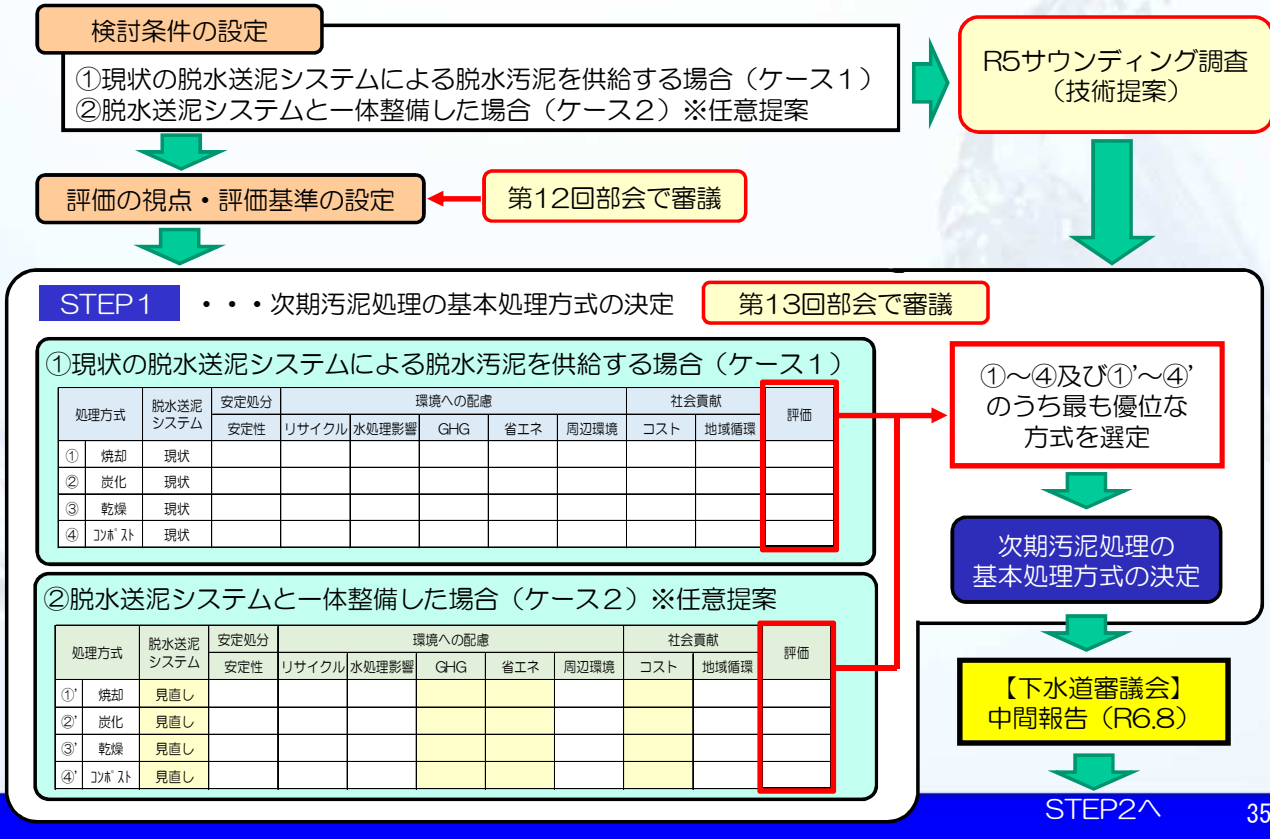 検討条件の設定
①現状の脱水送泥システムによる脱水汚泥を供給する場合（ケース１）
②脱水送泥システムと一体整備した場合（ケース２）※任意提案
R5サウンディング調査
（技術提案）
評価の視点・評価基準の設定
第12回部会で審議
STEP1 ・・・次期汚泥処理の基本処理方式の決定
第13回部会で審議
①現状の脱水送泥システムによる脱水汚泥を供給する場合（ケース１）
処理方式 脱水送泥システム 安定処分 環境への配慮 社会貢献 評価
安定性 リサイクル 水処理影響 GHG 省エネ 周辺環境 コスト 地域循環
① 焼却 現状
② 炭化 現状
③ 乾燥 現状
④ コンポスト 現状
②脱水送泥システムと一体整備した場合（ケース２）※任意提案
処理方式 脱水送泥システム 安定処分 環境への配慮 社会貢献 評価
安定性 リサイクル 水処理影響 GHG 省エネ 周辺環境 コスト 地域循環
①' 焼却 見直し
②' 炭化 見直し
③' 乾燥 見直し
④' コンポスト 見直し
①～④及び①’～④’
のうち最も優位な
方式を選定
次期汚泥処理の
基本処理方式の決定
【下水道審議会】
中間報告（R6.8）
STEP2へ
35